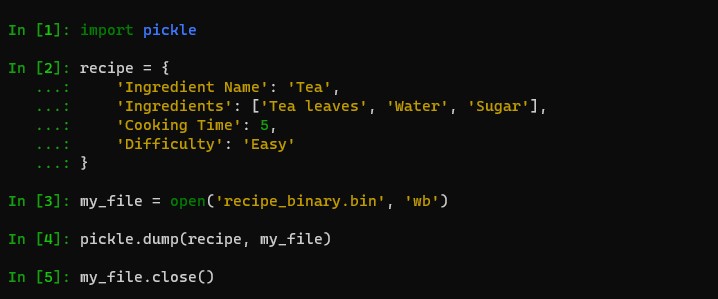 In [1]: import pickle
In [2]: recipe = {
   ...:     'Ingredient Name': 'Tea',
   ...:     'Ingredients': ['Tea leaves', 'Water', 'Sugar'],
   ...:     'Cooking Time': 5,
   ...:     'Difficulty': 'Easy'
   ...: }
In [3]: my_file = open('recipe_binary.bin', 'wb')
In [4]: pickle.dump(recipe, my_file)
In [5]: my_file.close()